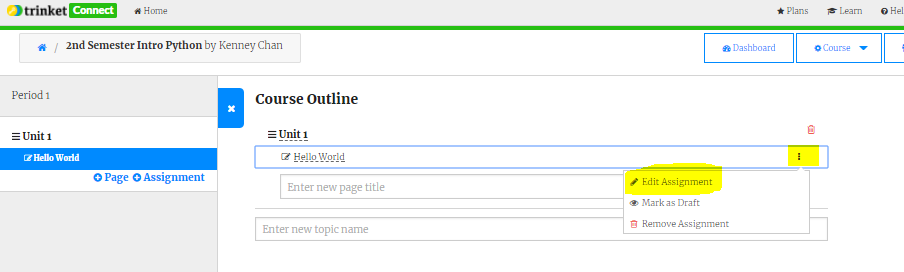 trinket Connect Home Plans Learn Hel
/ 2nd Semester Intro Python by Kenney Chan Dashboard Course
Period 1
Unit 1
Hello World
Page Assignment
Course Outline
Unit 1
Hello World
Enter new page title
Edit Assignment
Mark as Draft
Remove Assignment
Enter new topic name